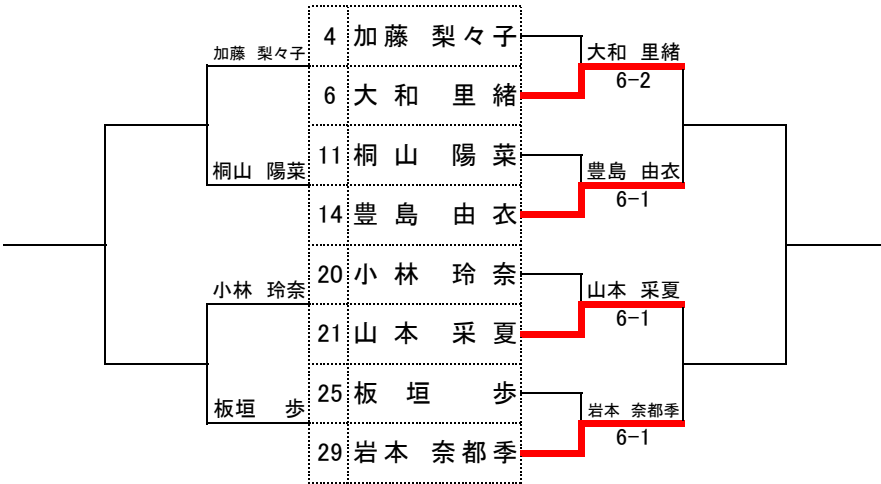 加藤 梨々子
桐山 陽菜
小林 玲奈
板垣 歩
4 加藤 梨々子
6 大和 里緒
11 桐山 陽菜
14 豊島 由衣
20 小林 玲奈
21 山本 采夏
25 板垣 歩
29 岩本 奈都季
大和 里緒
6-2
豊島 由衣
6-1
山本 采夏
6-1
岩本 奈都季
6-1